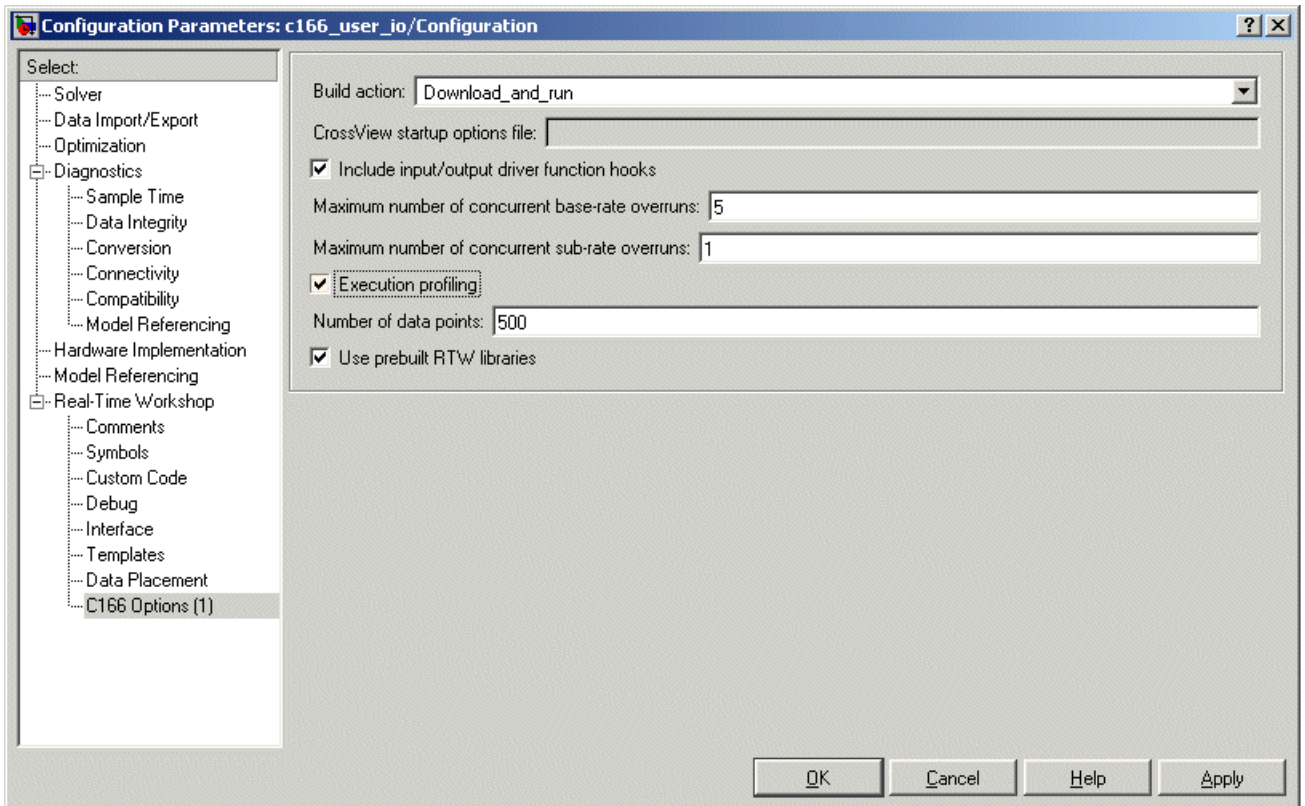 Configuration Parameters: c166_user_io/Configuration
Select:
Solver
Data Import/Export
Optimization
Diagnostics
Sample Time
Data Integrity
Conversion
Connectivity
Compatibility
Model Referencing
Hardware Implementation
Model Referencing
Real-Time Workshop
Comments
Symbols
Custom Code
Debug
Interface
Templates
Data Placement
C166 Options (1)
Build action: Download_and_run
CrossView startup options file:
Include input/output driver function hooks
Maximum number of concurrent base-rate overruns: 5
Maximum number of concurrent sub-rate overruns: 1
Execution profiling
Number of data points: 500
Use prebuilt RTW libraries
OK Cancel Help Apply